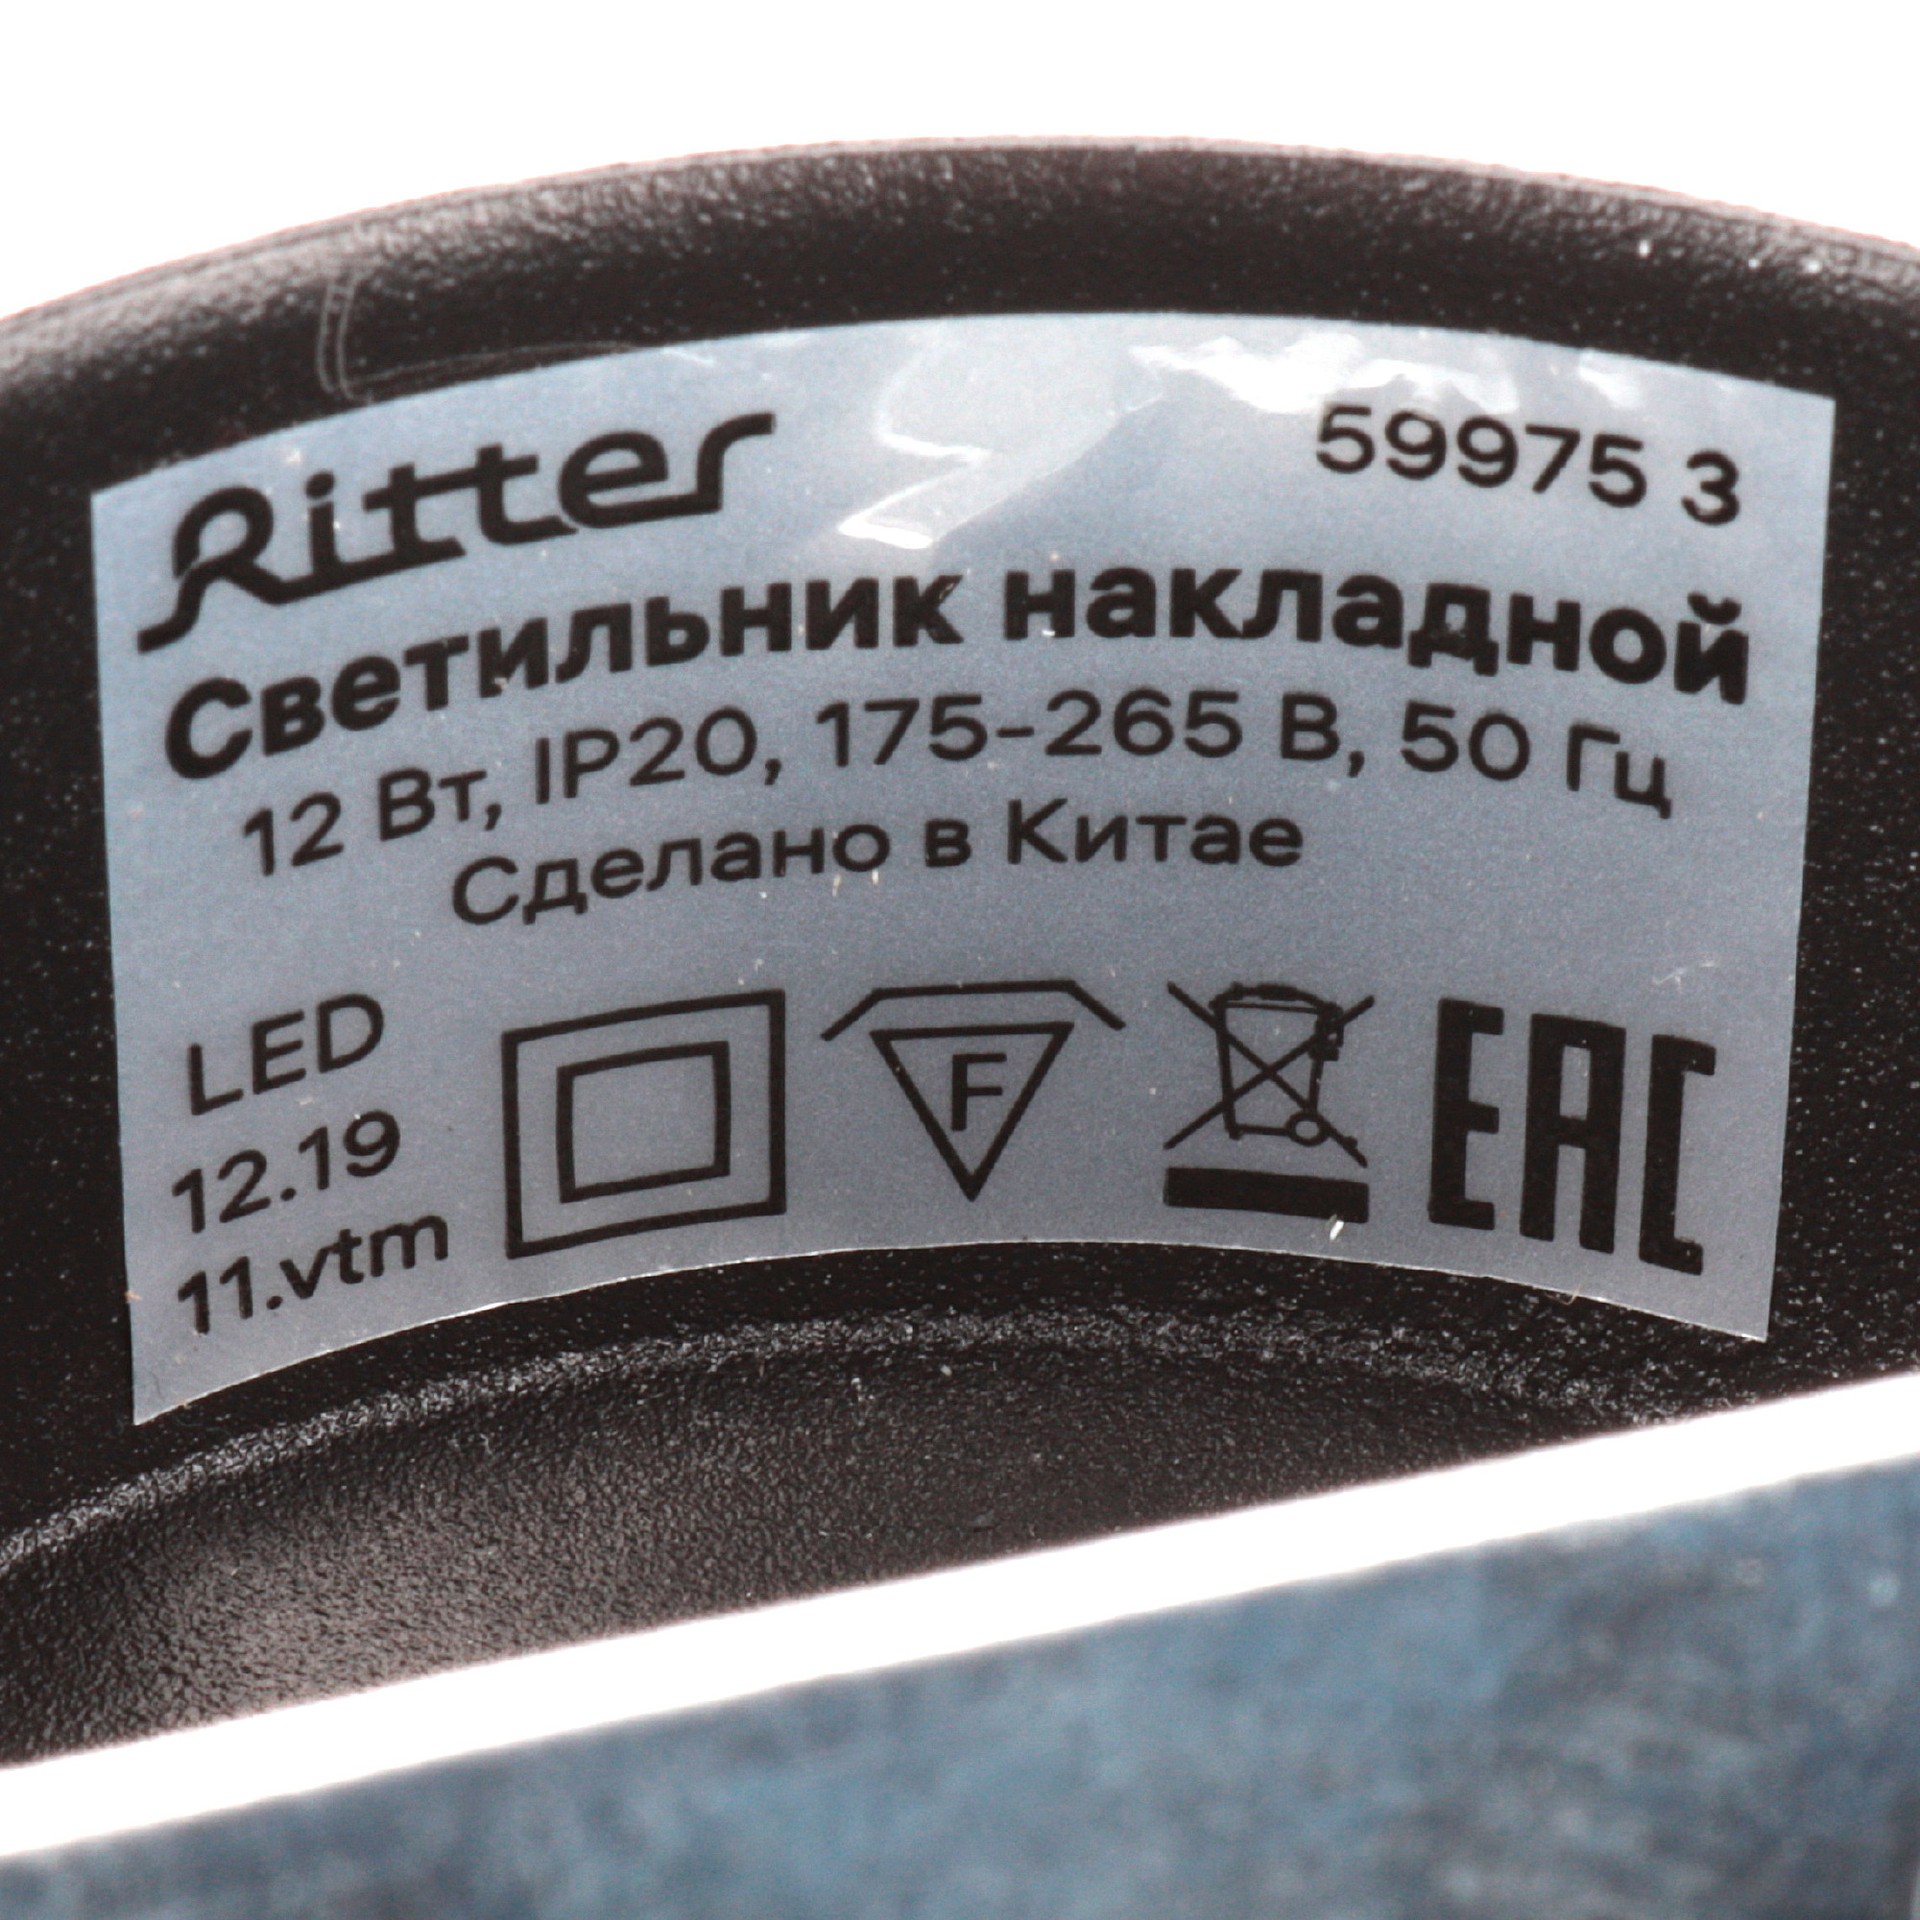 Ritter 59975 3
Светильник накладной
12 Вт, IP20, 175-265 В, 50 Гц
Сделано в Китае
LED
12.19
11.vtm
F
EAC